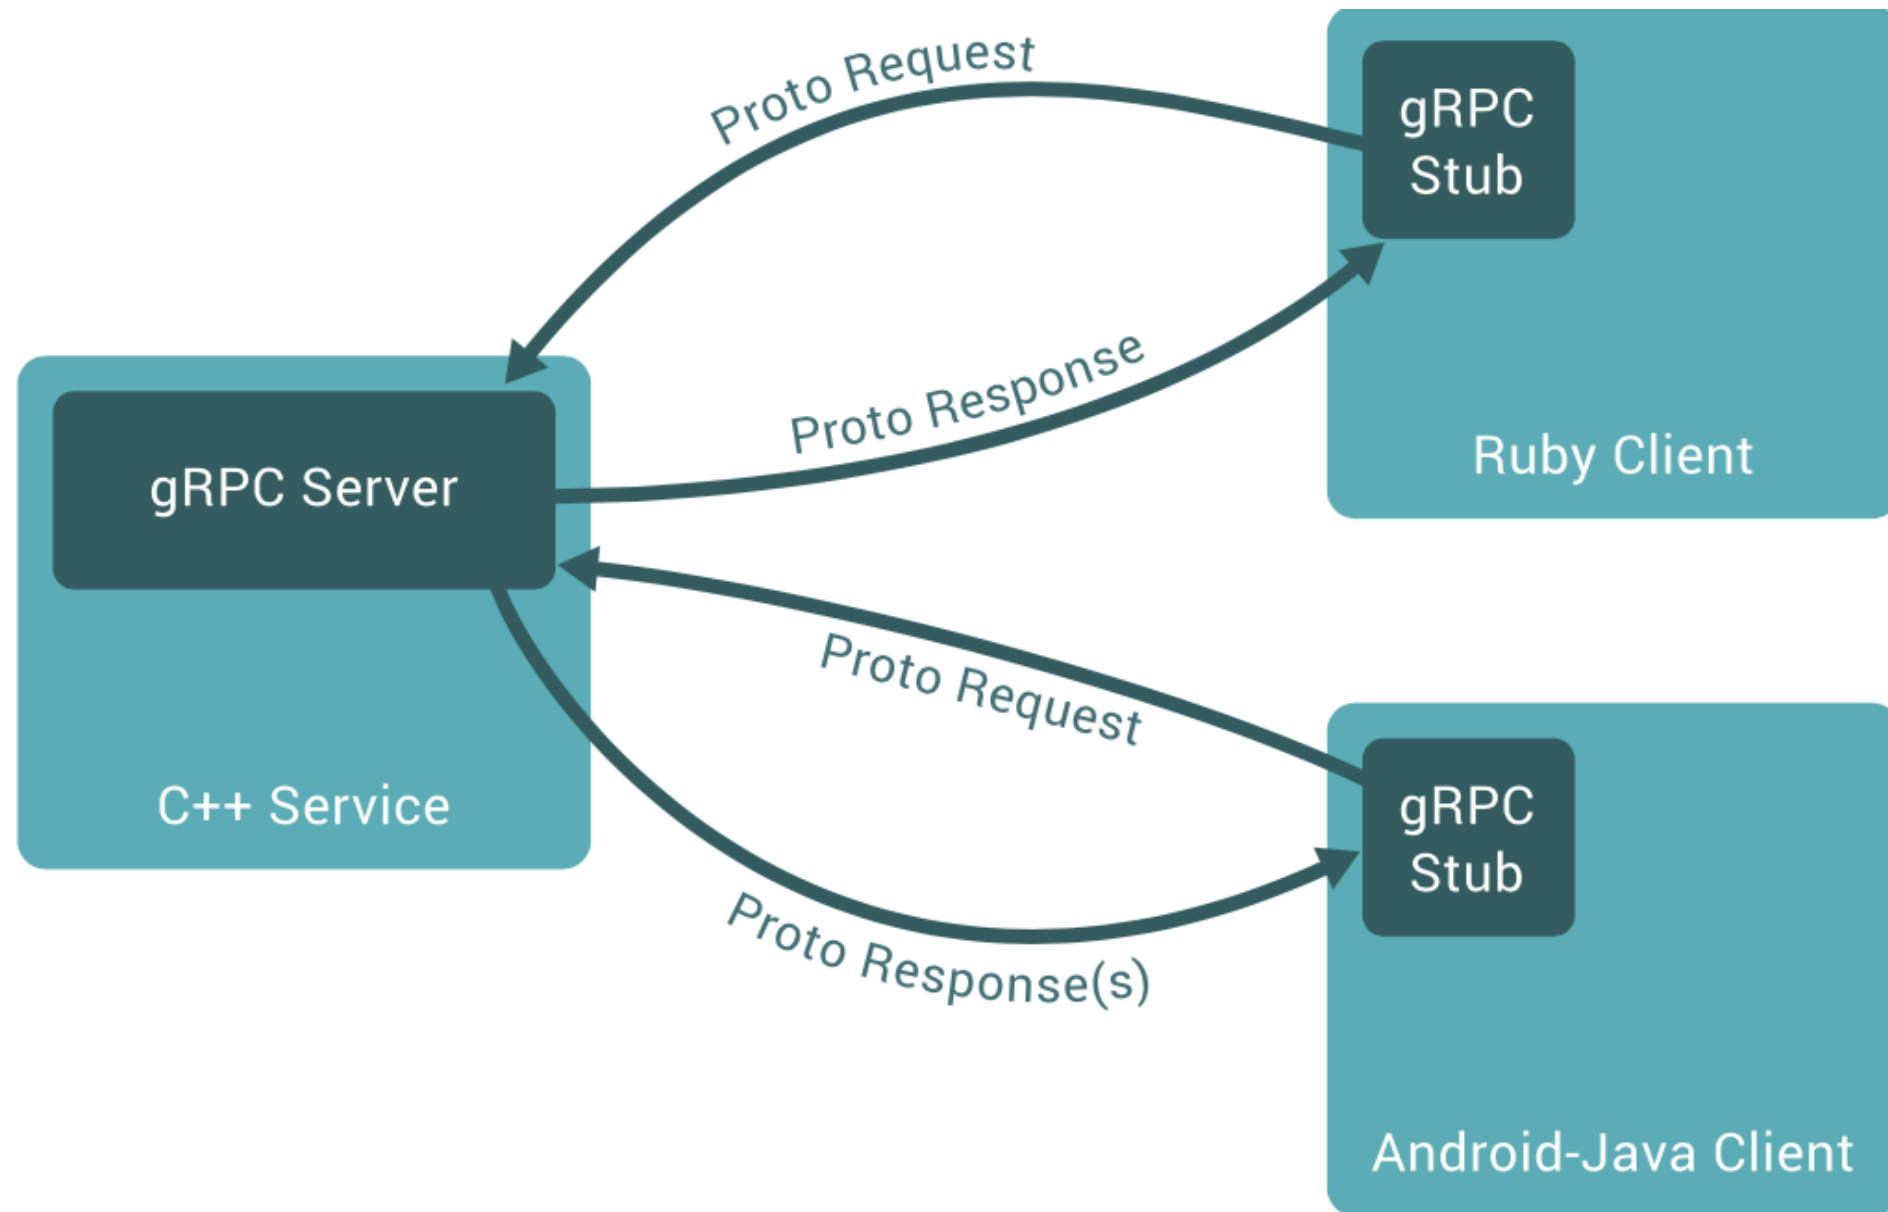 Proto Request
gRPC
Stub
Proto Response
Ruby Client
gRPC Server
C++ Service
Proto Request
gRPC
Stub
Proto Response(s)
Android-Java Client